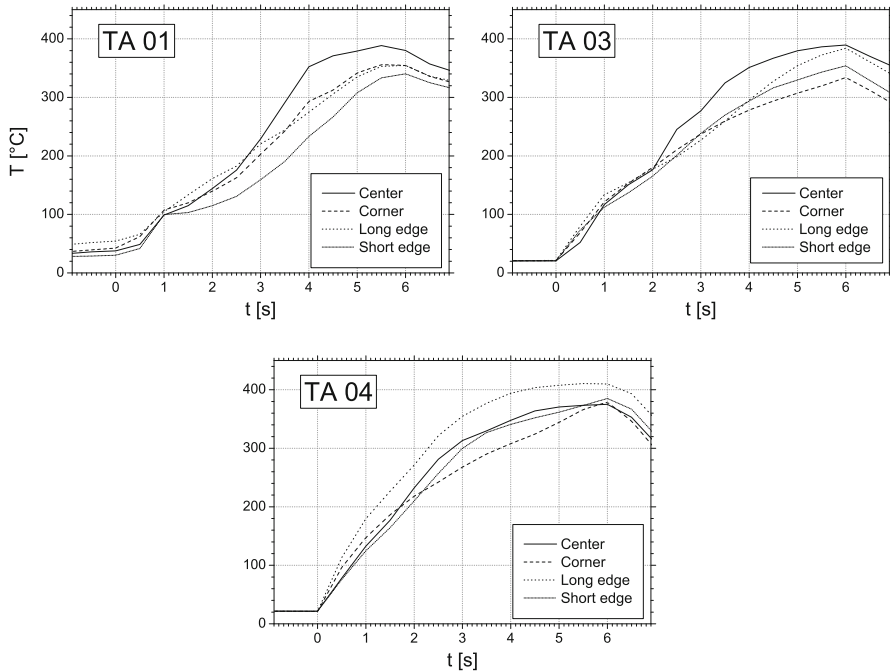 TA 01
T [°C]
400
300
200
100
0
Center
Corner
Long edge
Short edge
0 1 2 3 4 5 6
t [s]
TA 03
400
300
200
100
0
Center
Corner
Long edge
Short edge
0 1 2 3 4 5 6
t [s]
TA 04
400
300
200
100
0
Center
Corner
Long edge
Short edge
0 1 2 3 4 5 6
t [s]